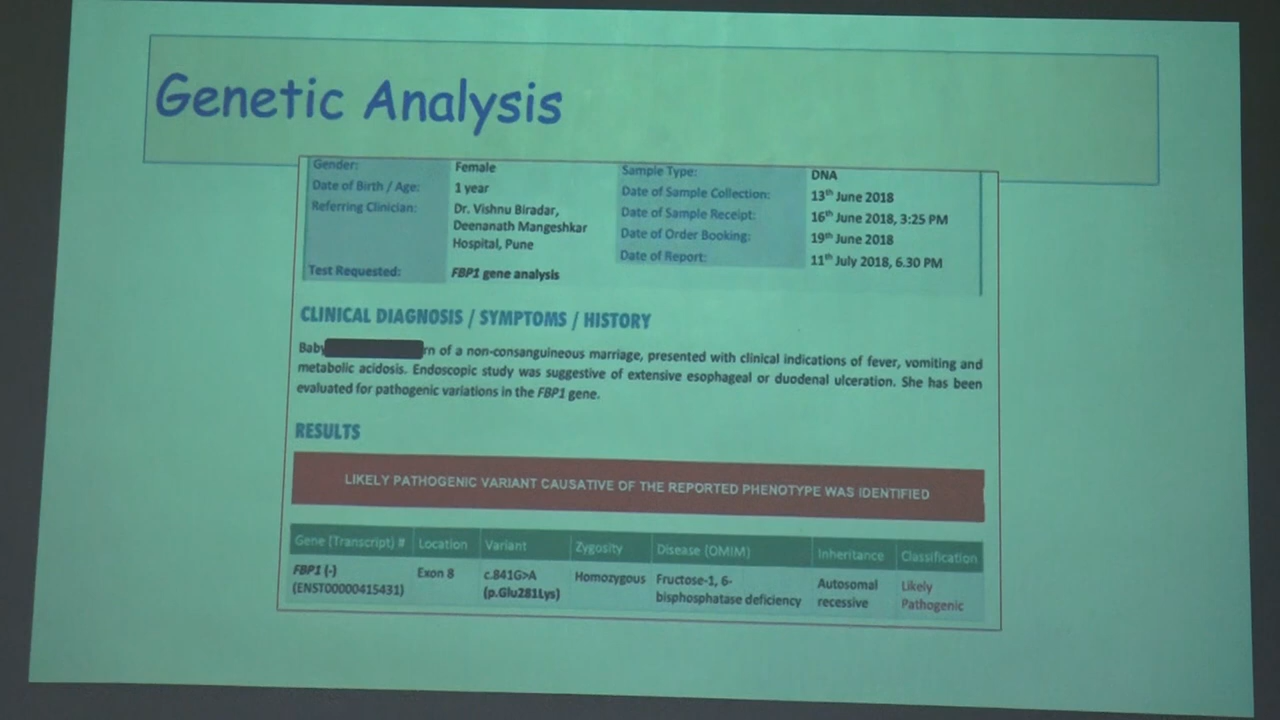 Genetic Analysis
Gender: Female Sample Type: DNA
Date of Birth / Age: 1 year Date of Sample Collection: 13th June 2018
Referring Clinician: Dr. Vishnu Biradar, Date of Sample Receipt: 16th June 2018, 3:25 PM
Deenanath Mangeshkar Date of Order Booking: 19th June 2018
Hospital, Pune Date of Report: 11th July 2018, 6.30 PM
Test Requested: FBP1 gene analysis
CLINICAL DIAGNOSIS / SYMPTOMS / HISTORY
Baby rn of a non-consanguineous marriage, presented with clinical indications of fever, vomiting and
metabolic acidosis. Endoscopic study was suggestive of extensive esophageal or duodenal ulceration. She has been
evaluated for pathogenic variations in the FBP1 gene.
RESULTS
LIKELY PATHOGENIC VARIANT CAUSATIVE OF THE REPORTED PHENOTYPE WAS IDENTIFIED
Gene (Transcript) # Location Variant Zygosity Disease (OMIM) Inheritance Classification
FBP1 (-) Exon 8 c.841G>A Homozygous Fructose-1, 6- Autosomal Likely
(ENST00000415431) (p.Glu281Lys) bisphosphatase deficiency recessive Pathogenic